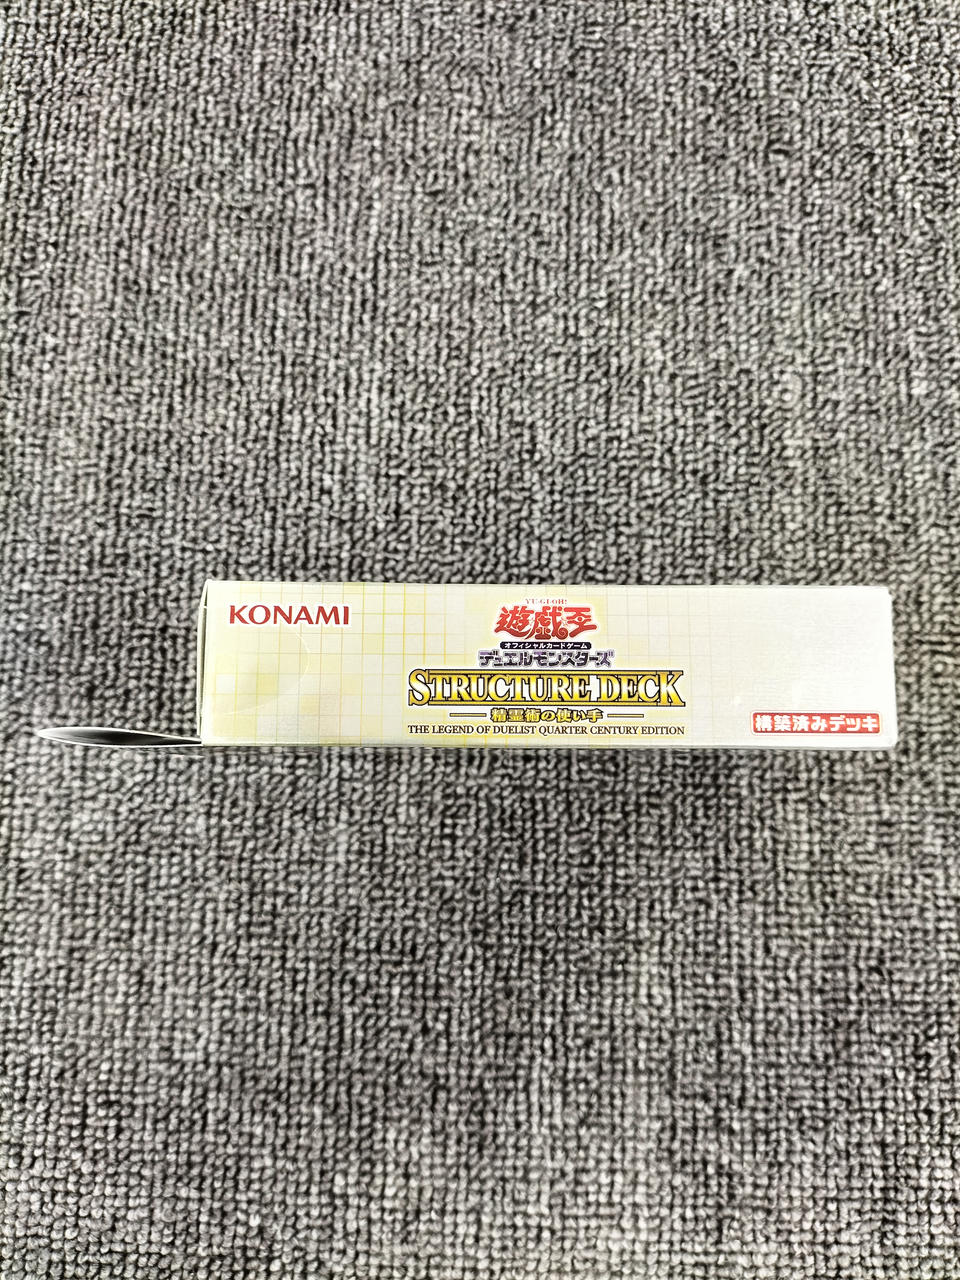 KONAMI
YU-GI-OH!
遊戯王
オフィシャルカードゲーム
デュエルモンスターズ
STRUCTURE DECK
精霊術の使い手
THE LEGEND OF DUELIST QUARTER CENTURY EDITION
構築済みデッキ